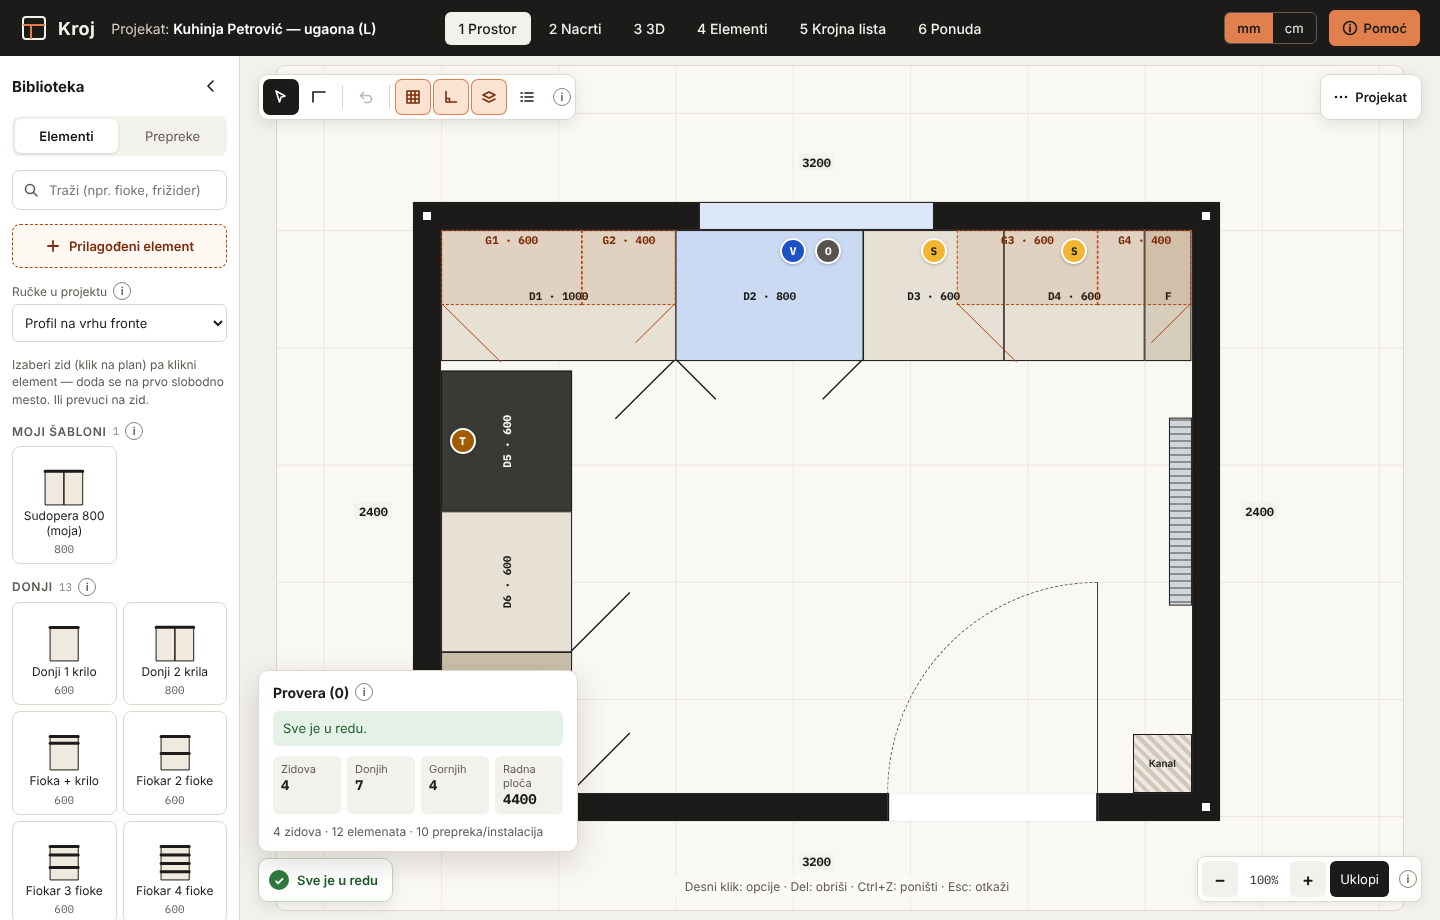 Kroj
Projekat: Kuhinja Petrović — ugaona (L)
1 Prostor
2 Nacrti
3 3D
4 Elementi
5 Krojna lista
6 Ponuda
mm
cm
Pomoć
Biblioteka
Elementi
Prepreke
Traži (npr. fioke, frižider)
Prilagođeni element
Ručke u projektu
Profil na vrhu fronte
Izaberi zid (klik na plan) pa klikni
element — doda se na prvo slobodno
mesto. Ili prevuci na zid.
MOJI ŠABLONI 1
Sudopera 800
(moja)
800
DONJI 13
Donji 1 krilo
600
Donji 2 krila
800
Fioka + krilo
600
Fiokar 2 fioke
600
Fiokar 3 fioke
600
Fiokar 4 fioke
600
Projekat
3200
G1 · 600
G2 · 400
V
O
S
G3 · 600
S
G4 · 400
D1 · 1000
D2 · 800
D3 · 600
D4 · 600
F
T
D5 · 600
D6 · 600
2400
2400
Kanal
3200
Provera (0)
Sve je u redu.
Zidova
4
Donjih
7
Gornjih
4
Radna
ploča
4400
4 zidova · 12 elemenata · 10 prepreka/instalacija
Sve je u redu
Desni klik: opcije · Del: obriši · Ctrl+Z: poništi · Esc: otkaži
−
100%
+
Uklopi